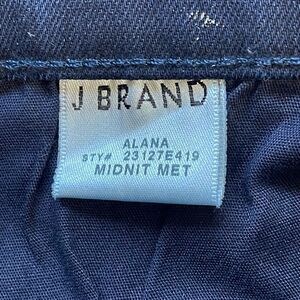 J BRAND
ALANA
STY# 23127E419
MIDNIT MET